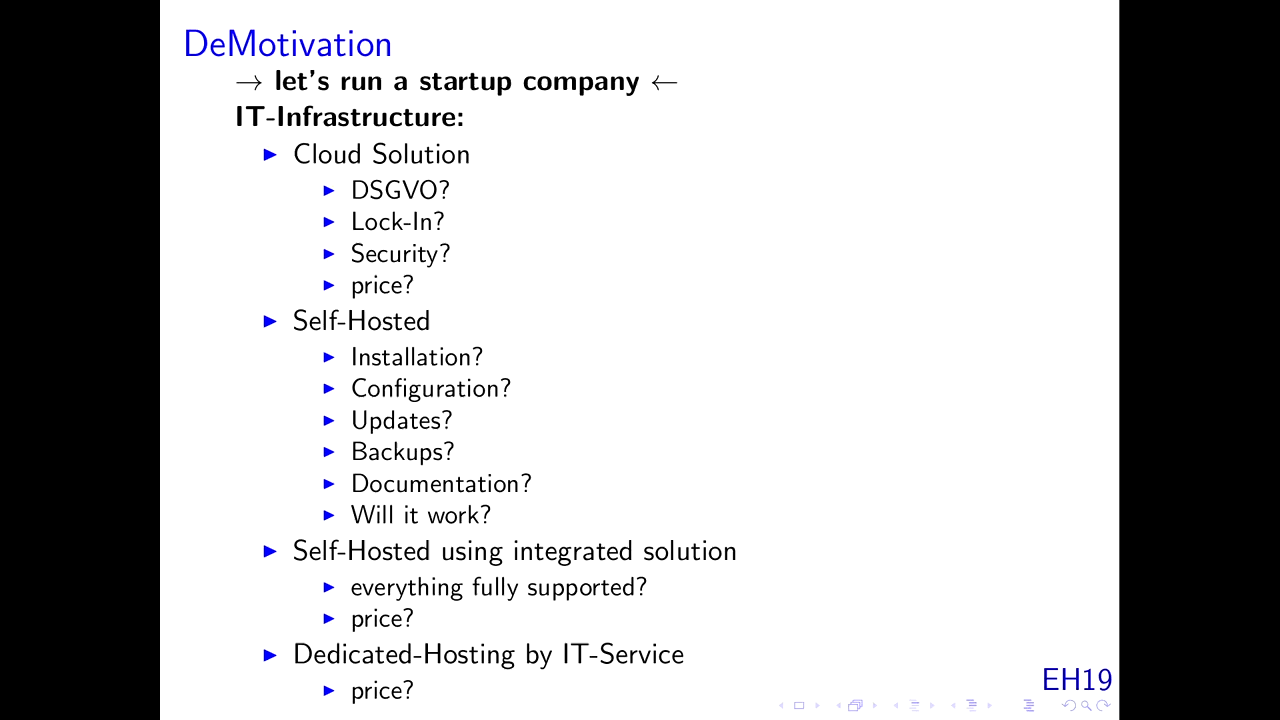 DeMotivation
→ let's run a startup company ←
IT-Infrastructure:
Cloud Solution
DSGVO?
Lock-In?
Security?
price?
Self-Hosted
Installation?
Configuration?
Updates?
Backups?
Documentation?
Will it work?
Self-Hosted using integrated solution
everything fully supported?
price?
Dedicated-Hosting by IT-Service
price?
EH19